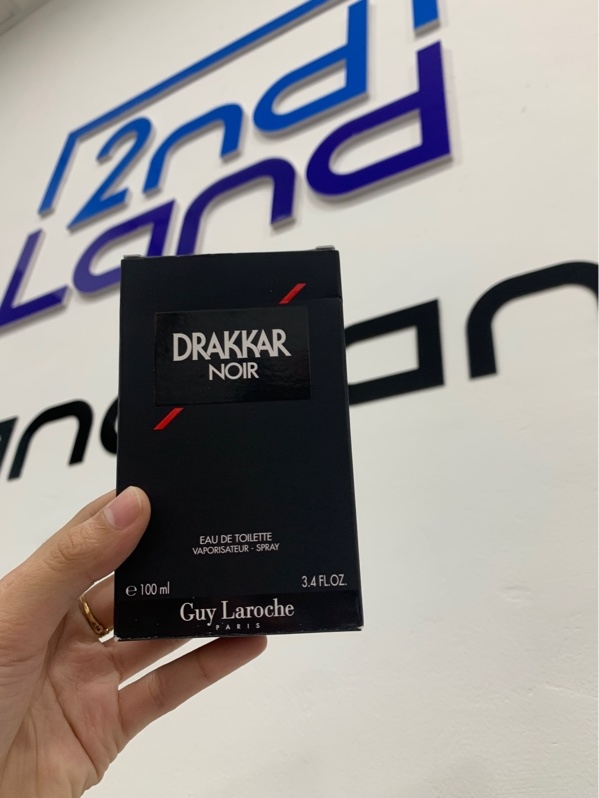 2nd
Land
DRAKKAR
NOIR
EAU DE TOILETTE
VAPORISATEUR - SPRAY
e 100 ml
3.4 FL.OZ.
Guy Laroche
PARIS